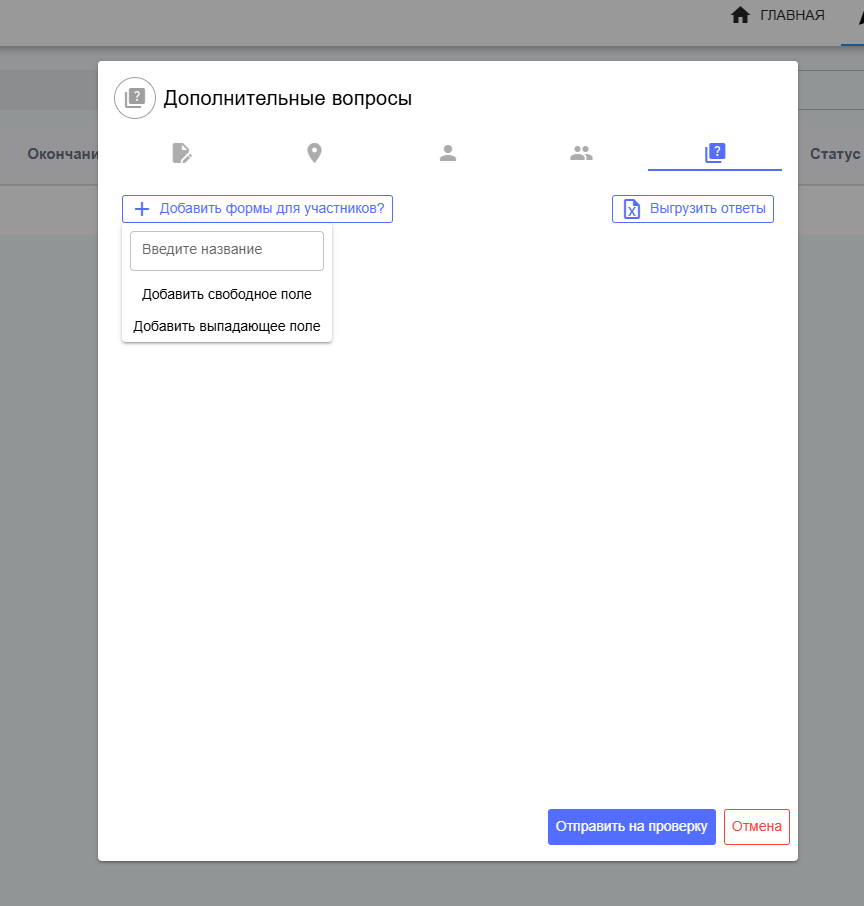 ГЛАВНАЯ
Дополнительные вопросы
Статус
Добавить формы для участников?
Выгрузить ответы
Введите название
Добавить свободное поле
Добавить выпадающее поле
Отправить на проверку
Отмена